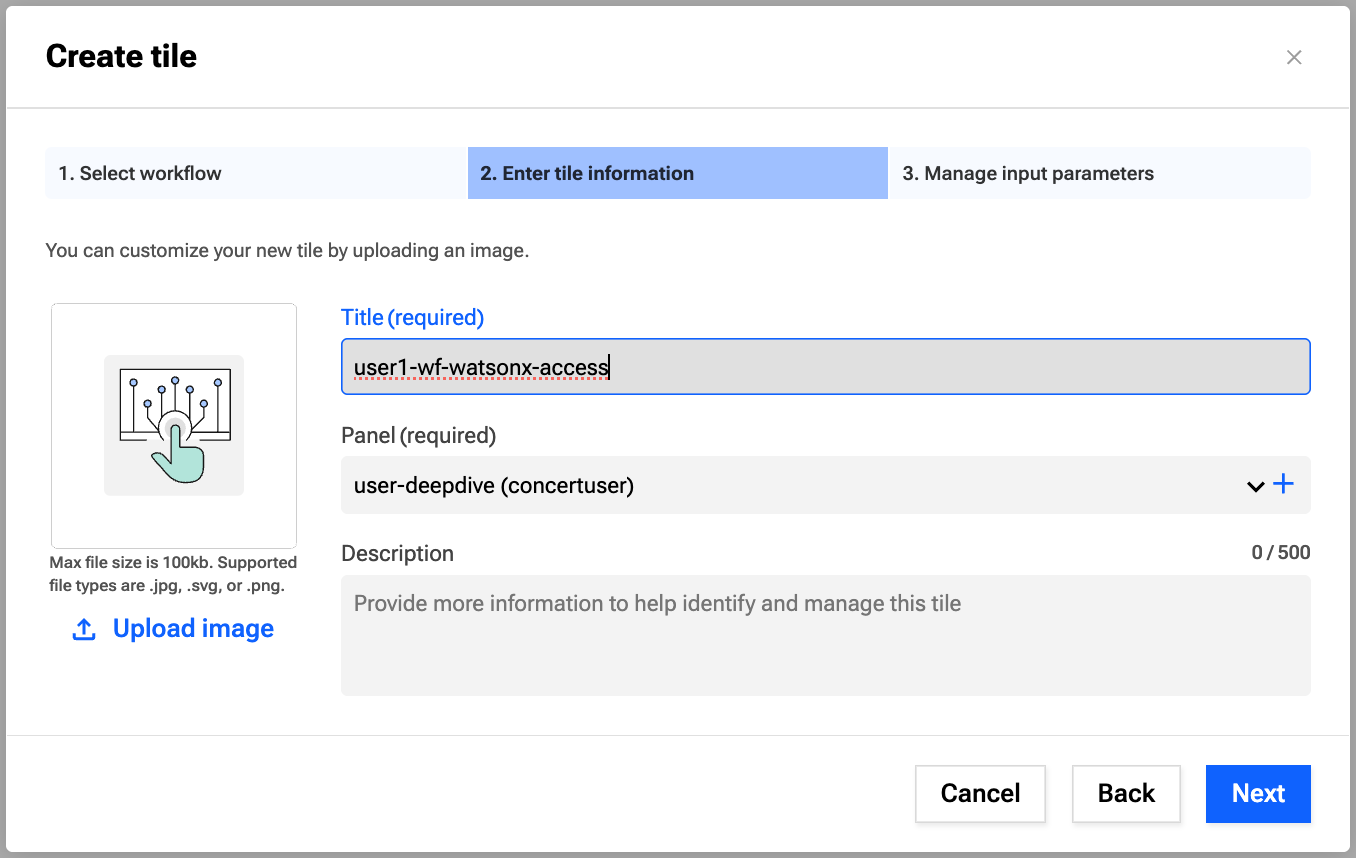 Create tile
1. Select workflow
2. Enter tile information
3. Manage input parameters
You can customize your new tile by uploading an image.
Title (required)
user1-wf-watsonx-access
Panel (required)
user-deepdive (concertuser)
Description
0 / 500
Provide more information to help identify and manage this tile
Max file size is 100kb. Supported
file types are .jpg, .svg, or .png.
Upload image
Cancel
Back
Next